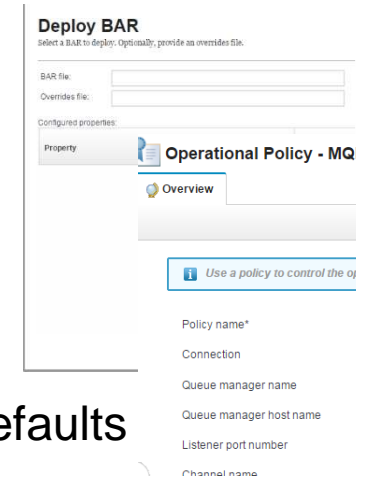 Deploy BAR
Select a BAR to deploy. Optionally, provide an overrides file.
BAR file:
Overrides file:
Configured properties:
Property
Operational Policy - MQ
Overview
Use a policy to control the op
Policy name*
Connection
Queue manager name
Queue manager host name
Listener port number
Channel name
efaults